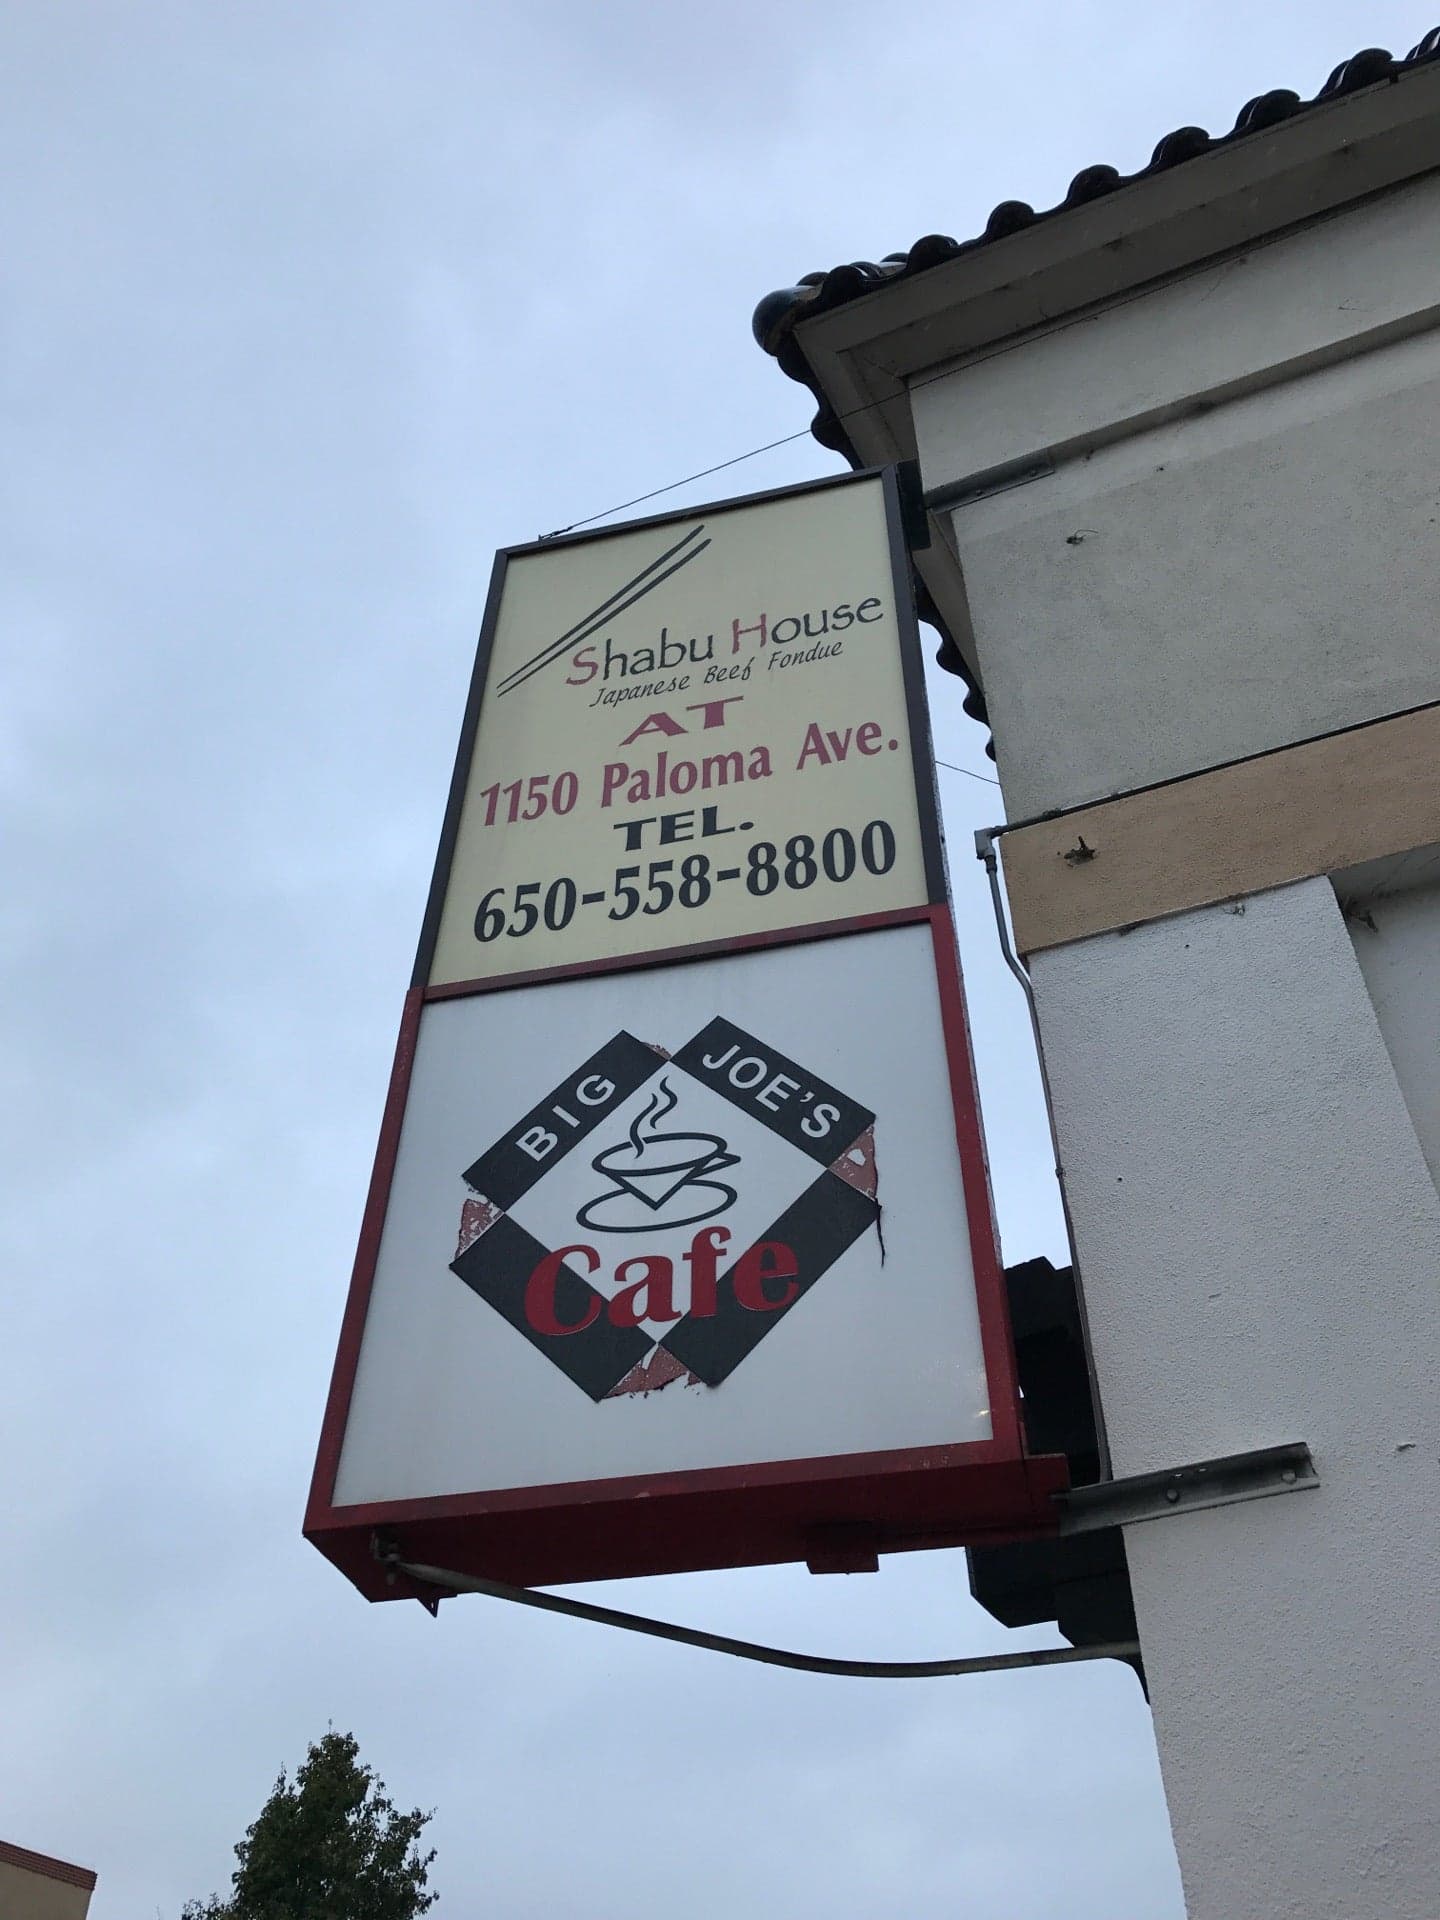 Shabu House
Japanese Beef Fondue
AT
1150 Paloma Ave.
TEL.
650-558-8800
BIG JOE'S
Cafe